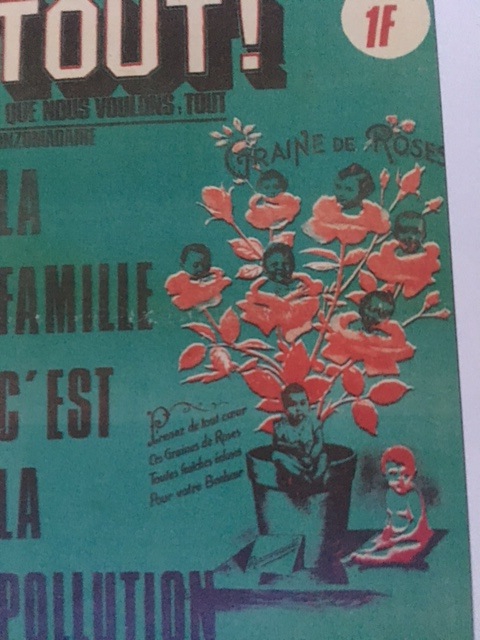 TOUT!
1F
QUE NOUS VOULONS: TOUT
ONZOMADAIRE
GRAINE DE ROSES
LA
FAMILLE
C'EST
LA
POLLUTION
Prenez de tout cœur
Ces Graines de Roses
Toutes fraîches écloses
Pour votre Bonheur